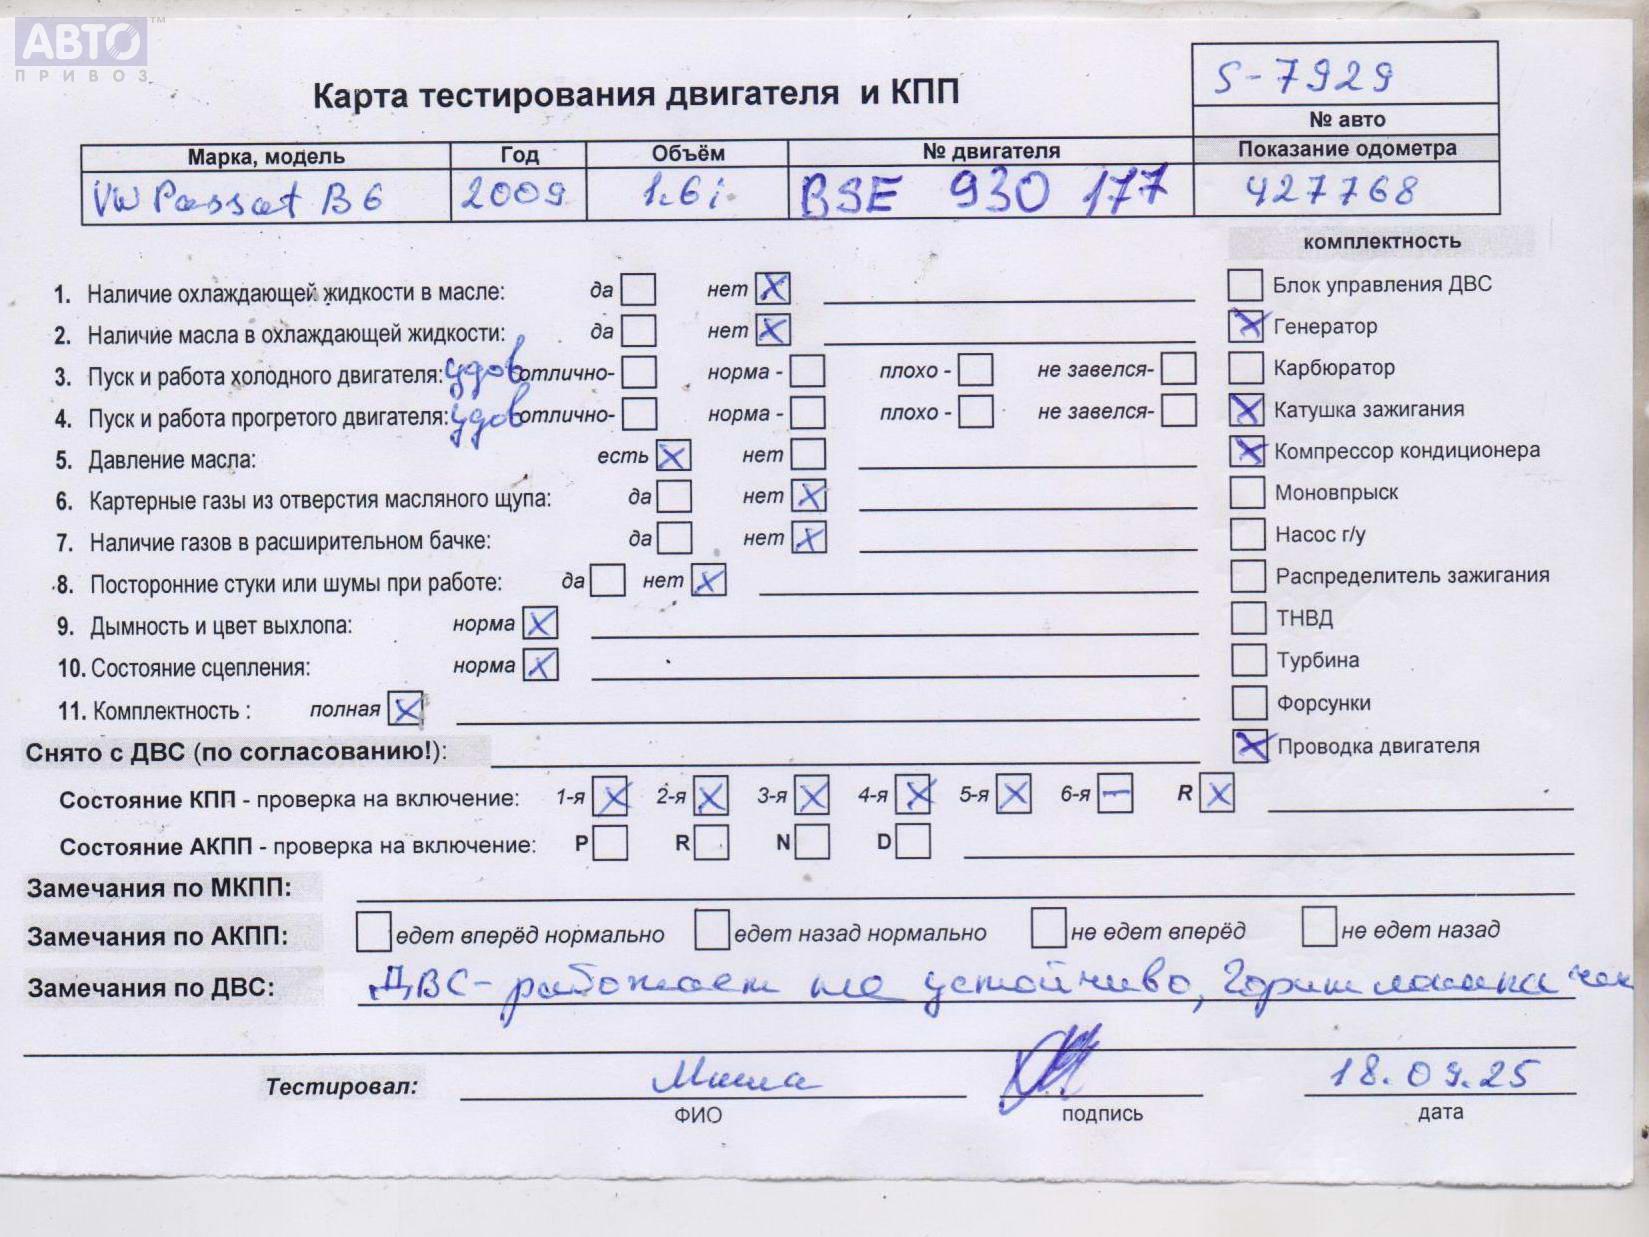 АВТО™
ПРИВОЗ
Карта тестирования двигателя и КПП
S-7929
№ авто
Марка, модель Год Объём № двигателя Показание одометра
VW Passat B6 2009 1.6i BSE 930 177 427768
комплектность
1. Наличие охлаждающей жидкости в масле: да нет X
Блок управления ДВС
2. Наличие масла в охлаждающей жидкости: да нет X
X Генератор
3. Пуск и работа холодного двигателя: удов отлично- норма - плохо - не завелся-
Карбюратор
4. Пуск и работа прогретого двигателя: удов отлично- норма - плохо - не завелся-
X Катушка зажигания
5. Давление масла: есть X нет
X Компрессор кондиционера
6. Картерные газы из отверстия масляного щупа: да нет X
Моновпрыск
7. Наличие газов в расширительном бачке: да нет X
Насос г/у
8. Посторонние стуки или шумы при работе: да нет X
Распределитель зажигания
9. Дымность и цвет выхлопа: норма X
ТНВД
10. Состояние сцепления: норма X
Турбина
11. Комплектность : полная X
Форсунки
Снято с ДВС (по согласованию!):
X Проводка двигателя
Состояние КПП - проверка на включение: 1-я X 2-я X 3-я X 4-я X 5-я X 6-я — R X
Состояние АКПП - проверка на включение: P R N D
Замечания по МКПП:
Замечания по АКПП: едет вперёд нормально едет назад нормально не едет вперёд не едет назад
Замечания по ДВС: ДВС - работает не устойчиво, Горит лампа чек
Тестировал: Миша 18.09.25
ФИО подпись дата